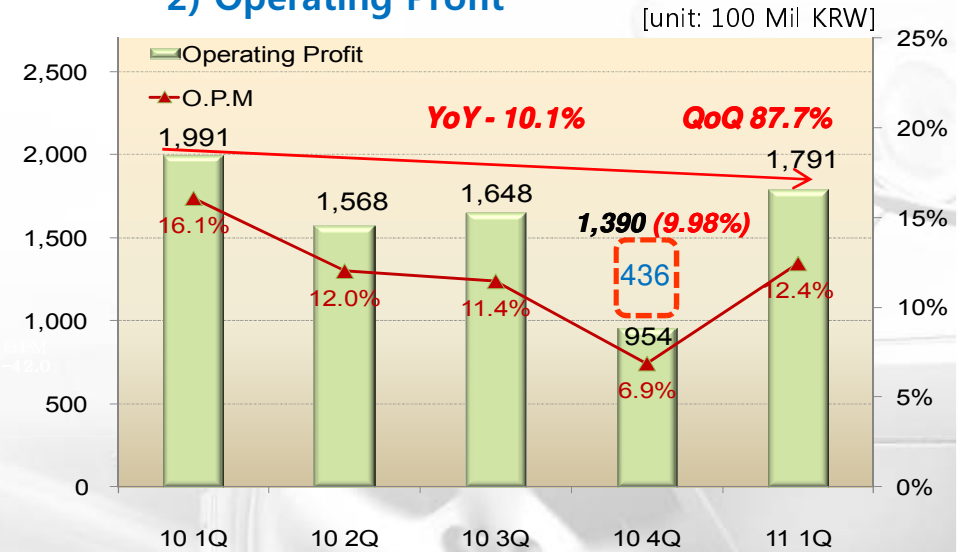 2) Operating Profit
[unit: 100 Mil KRW]
Operating Profit
O.P.M
YoY - 10.1%
QoQ 87.7%
2,500
2,000
1,500
1,000
500
0
25%
20%
15%
10%
5%
0%
1,991
1,568
1,648
1,390 (9.98%)
436
954
1,791
16.1%
12.0%
11.4%
6.9%
12.4%
10 1Q
10 2Q
10 3Q
10 4Q
11 1Q
-42.0